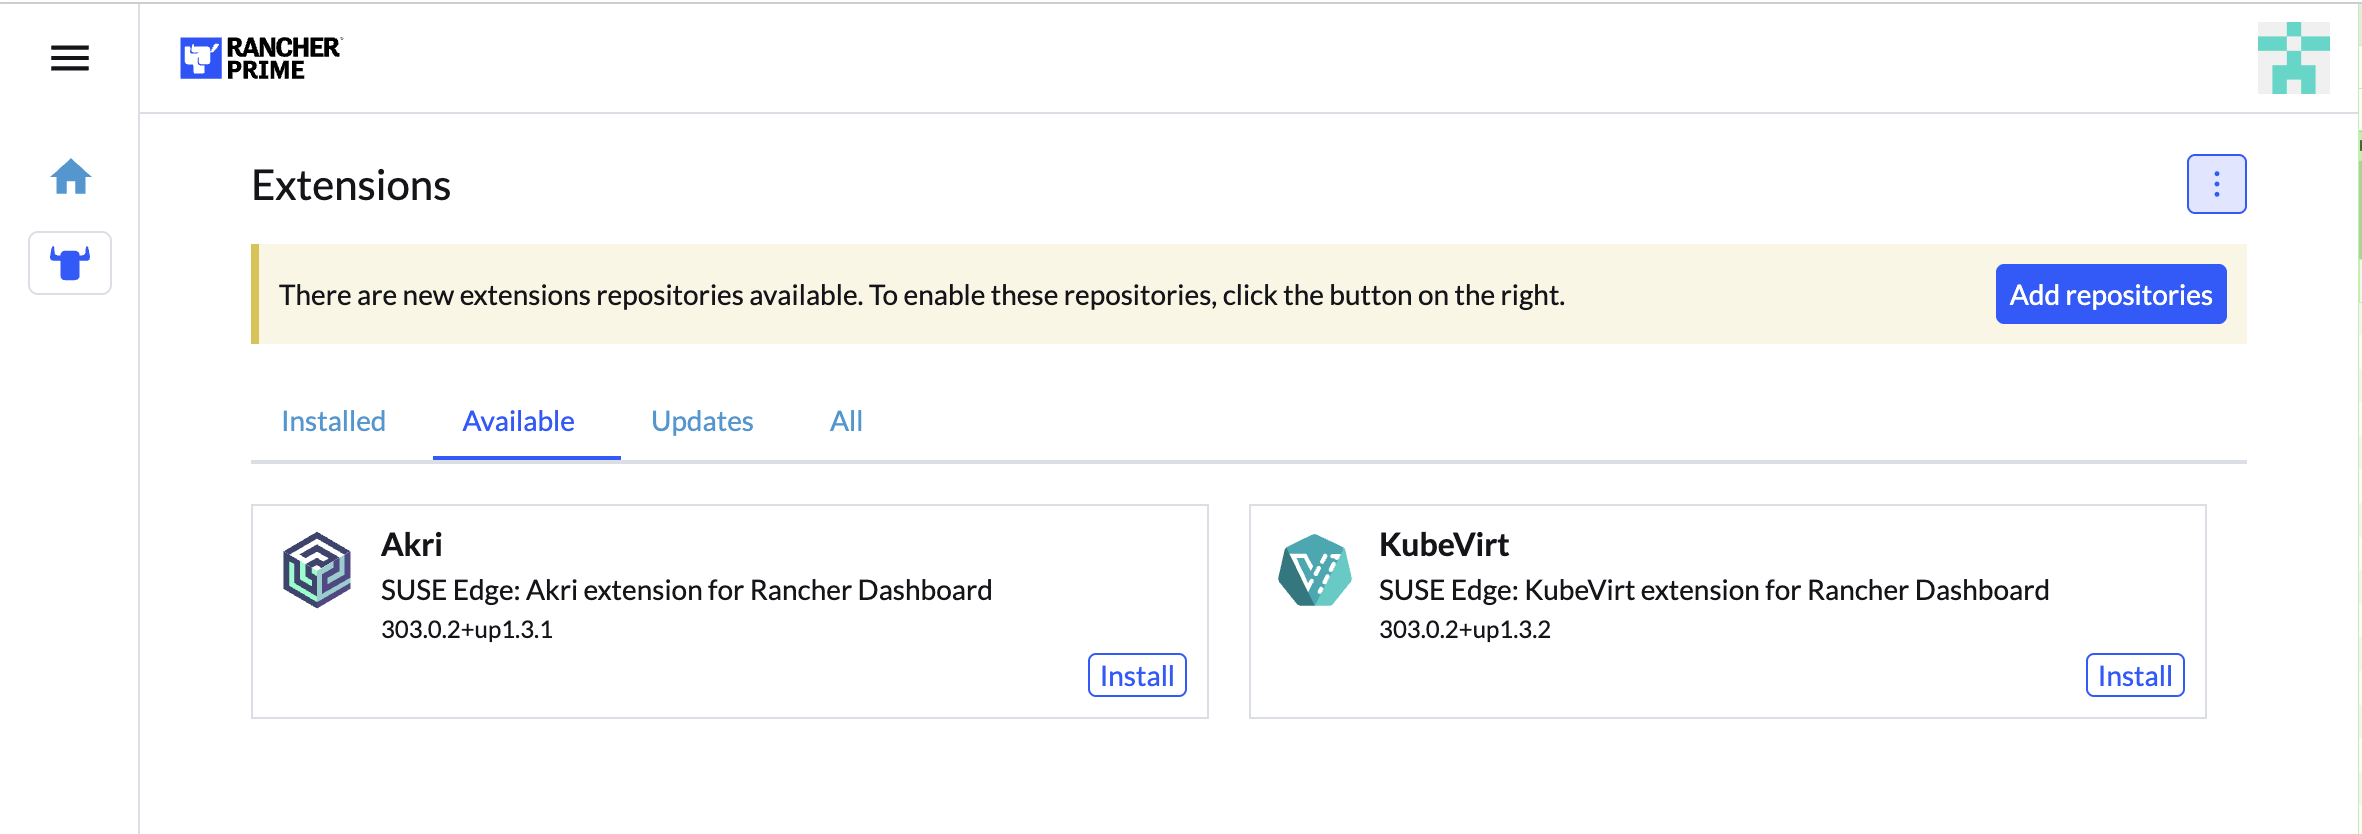 RANCHER
PRIME
Extensions
There are new extensions repositories available. To enable these repositories, click the button on the right.
Add repositories
Installed
Available
Updates
All
Akri
SUSE Edge: Akri extension for Rancher Dashboard
303.0.2+up1.3.1
Install
KubeVirt
SUSE Edge: KubeVirt extension for Rancher Dashboard
303.0.2+up1.3.2
Install